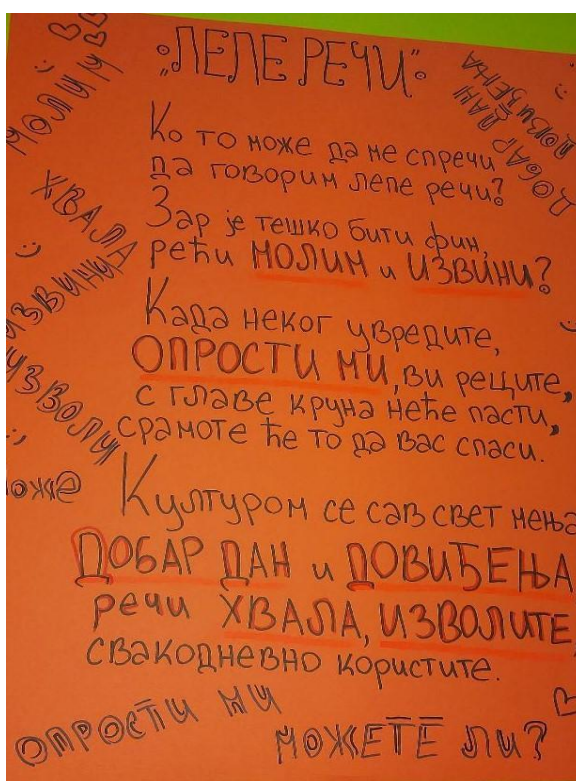 „ЛЕПЕ РЕЧИ“
МОЛИМ
ХВАЛА
ИЗВИНИ
ИЗВОЛИ
ДОБАР ДАН
ДОВИЂЕЊА
Ко то може да ме спречи
да говорим лепе речи?
Зар је тешко бити фин,
рећи МОЛИМ и ИЗВИНИ?
Када неког увредите,
ОПРОСТИ МИ, ви реците,
с главе круна неће пасти,
срамоте ће то да вас спаси.
Културом се сав свет мења
ДОБАР ДАН и ДОВИЂЕЊА
речи ХВАЛА, ИЗВОЛИТЕ,
свакодневно користите.
ОПРОСТИ МИ
МОЖЕТЕ ЛИ?